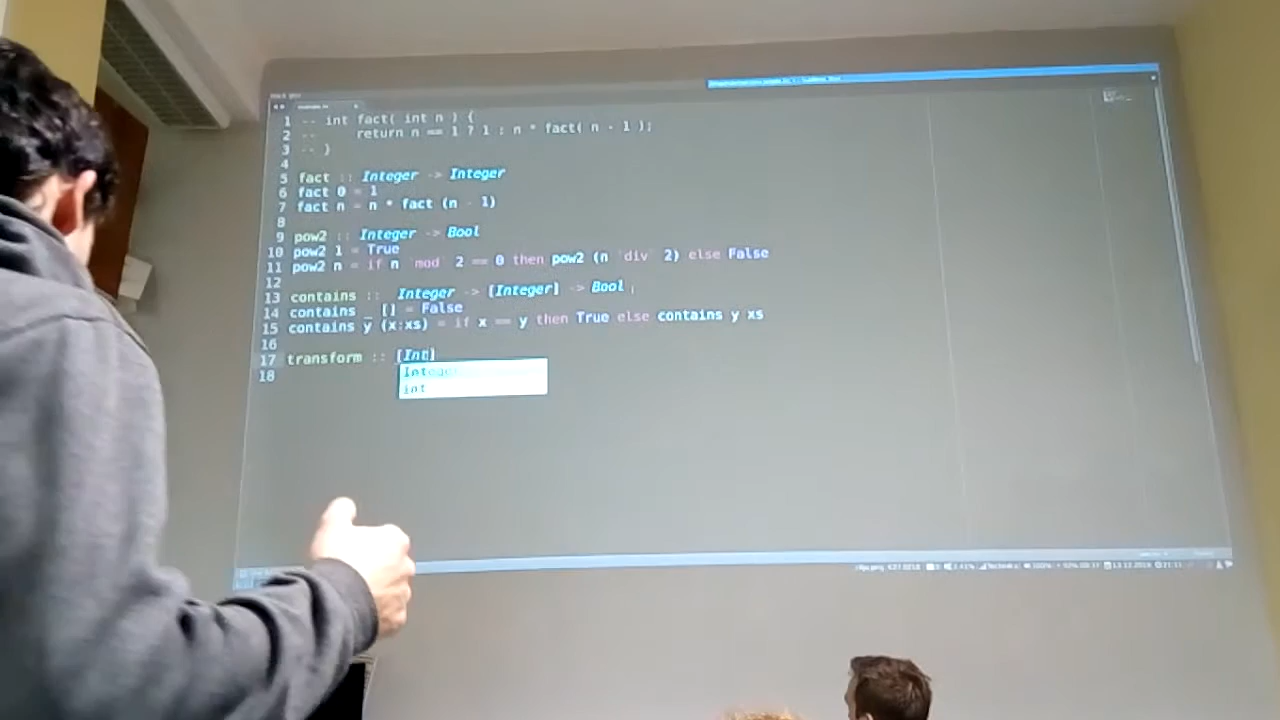 1 -- int fact( int n ) {
2 --      return n == 1 ? 1 : n * fact( n - 1 );
3 -- }
4
5 fact :: Integer -> Integer
6 fact 0 = 1
7 fact n = n * fact (n - 1)
8
9 pow2 :: Integer -> Bool
10 pow2 1 = True
11 pow2 n = if n `mod` 2 == 0 then pow2 (n `div` 2) else False
12
13 contains :: Integer -> [Integer] -> Bool
14 contains _ [] = False
15 contains y (x:xs) = if x == y then True else contains y xs
16
17 transform :: [Int]
Integer
18
int